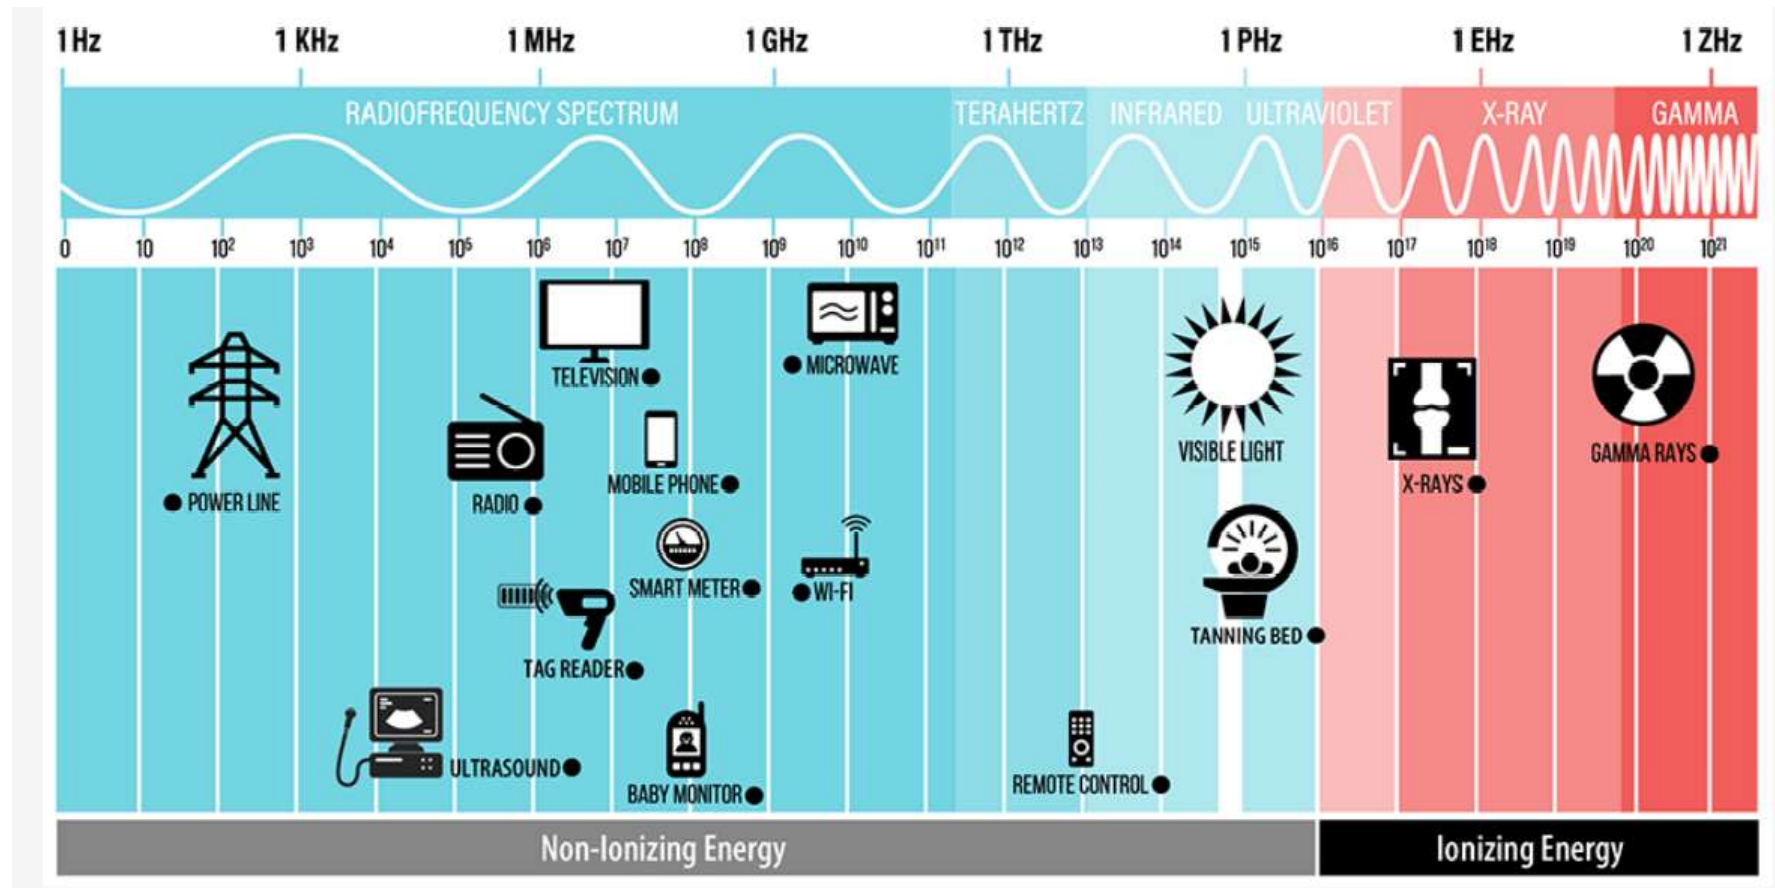 1 Hz 1 KHz 1 MHz 1 GHz 1 THz 1 PHz 1 EHz 1 ZHz
RADIOFREQUENCY SPECTRUM TERAHERTZ INFRARED ULTRAVIOLET X-RAY GAMMA
0 10 10² 10³ 10⁴ 10⁵ 10⁶ 10⁷ 10⁸ 10⁹ 10¹⁰ 10¹¹ 10¹² 10¹³ 10¹⁴ 10¹⁵ 10¹⁶ 10¹⁷ 10¹⁸ 10¹⁹ 10²⁰ 10²¹
MICROWAVE
TELEVISION
VISIBLE LIGHT
GAMMA RAYS
MOBILE PHONE
X-RAYS
POWER LINE
RADIO
SMART METER
WI-FI
TANNING BED
TAG READER
ULTRASOUND
REMOTE CONTROL
BABY MONITOR
Non-Ionizing Energy
Ionizing Energy